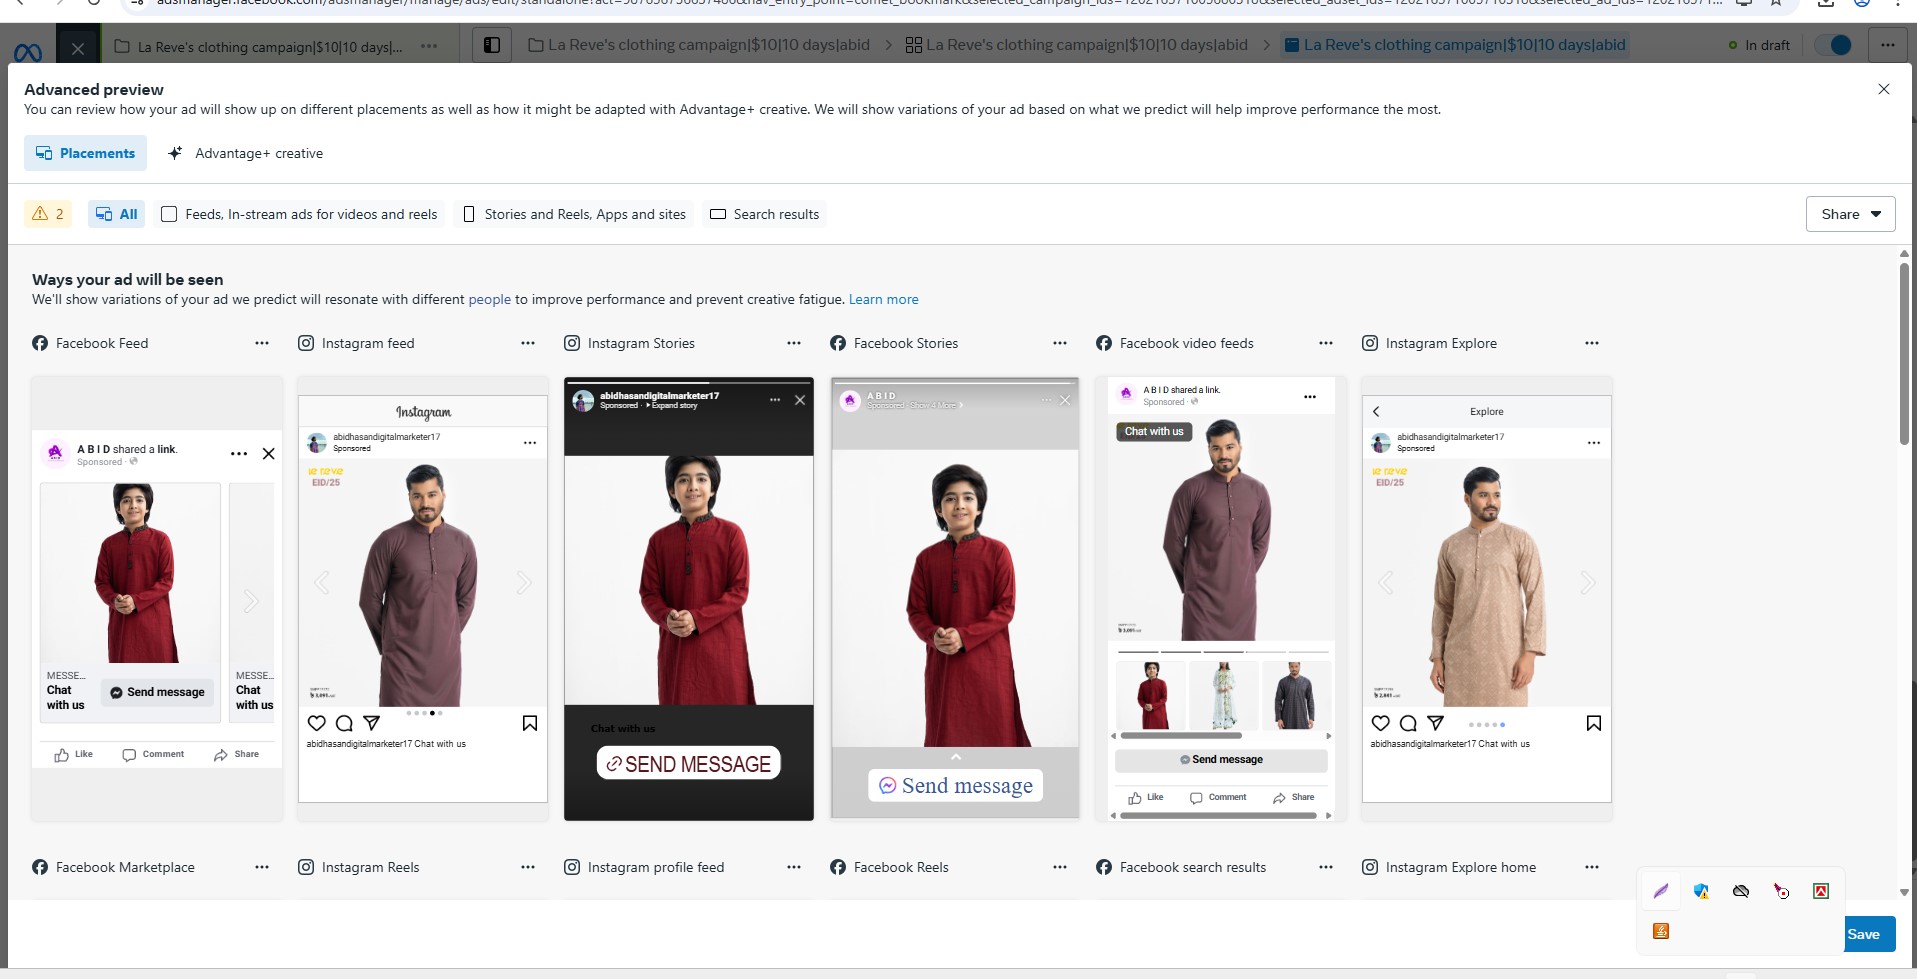 La Reve's clothing campaign|$10|10 days|...
La Reve's clothing campaign|$10|10 days|abid
La Reve's clothing campaign|$10|10 days|abid
La Reve's clothing campaign|$10|10 days|abid
In draft
Advanced preview
You can review how your ad will show up on different placements as well as how it might be adapted with Advantage+ creative. We will show variations of your ad based on what we predict will help improve performance the most.
Placements
Advantage+ creative
2
All
Feeds, In-stream ads for videos and reels
Stories and Reels, Apps and sites
Search results
Share
Ways your ad will be seen
We'll show variations of your ad we predict will resonate with different people to improve performance and prevent creative fatigue. Learn more
Facebook Feed
Instagram feed
Instagram Stories
Facebook Stories
Facebook video feeds
Instagram Explore
A B I D shared a link.
Sponsored ·
MESSE...
Chat
with us
Send message
MESSE...
Chat
with us
Like
Comment
Share
Instagram
abidhasandigitalmarketer17
Sponsored
le reve
EID/25
abidhasandigitalmarketer17 Chat with us
abidhasandigitalmarketer17
Sponsored · Expand story
Chat with us
SEND MESSAGE
A B I D
Sponsored · Show 4 More
Send message
A B I D shared a link.
Sponsored ·
Chat with us
Send message
Like
Comment
Share
Explore
abidhasandigitalmarketer17
Sponsored
le reve
EID/25
abidhasandigitalmarketer17 Chat with us
Facebook Marketplace
Instagram Reels
Instagram profile feed
Facebook Reels
Facebook search results
Instagram Explore home
Save